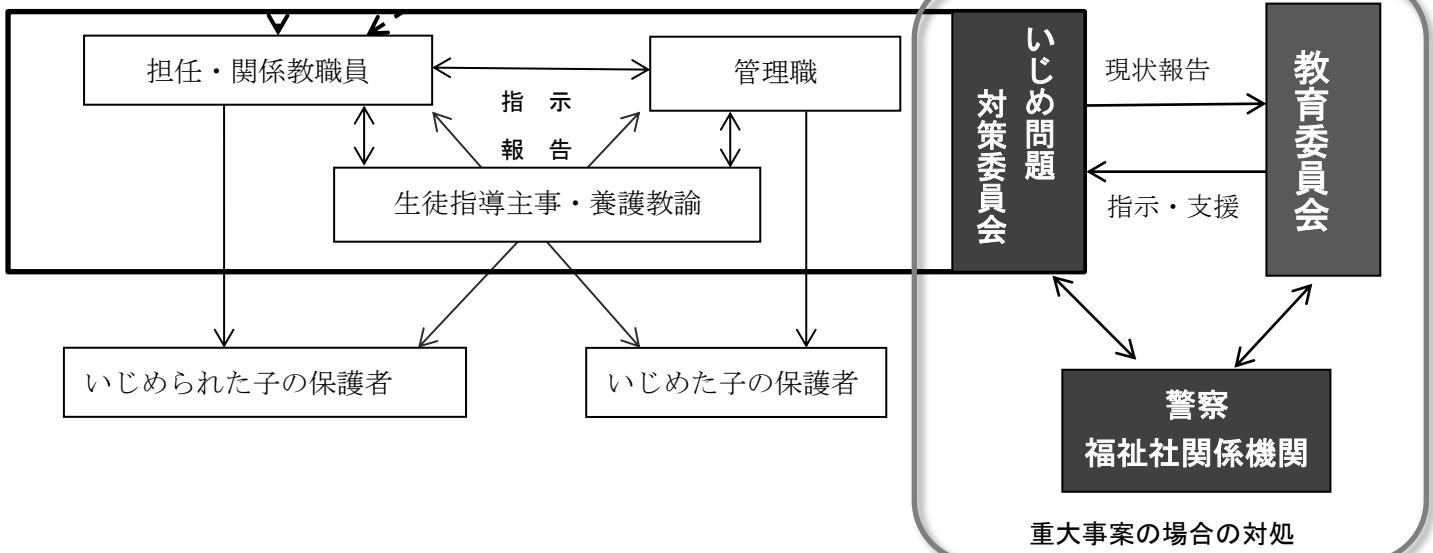 担任・関係教職員
管理職
指　示
報　告
生徒指導主事・養護教諭
いじめ問題
対策委員会
現状報告
指示・支援
教育委員会
いじめられた子の保護者
いじめた子の保護者
警察
福祉社関係機関
重大事案の場合の対処